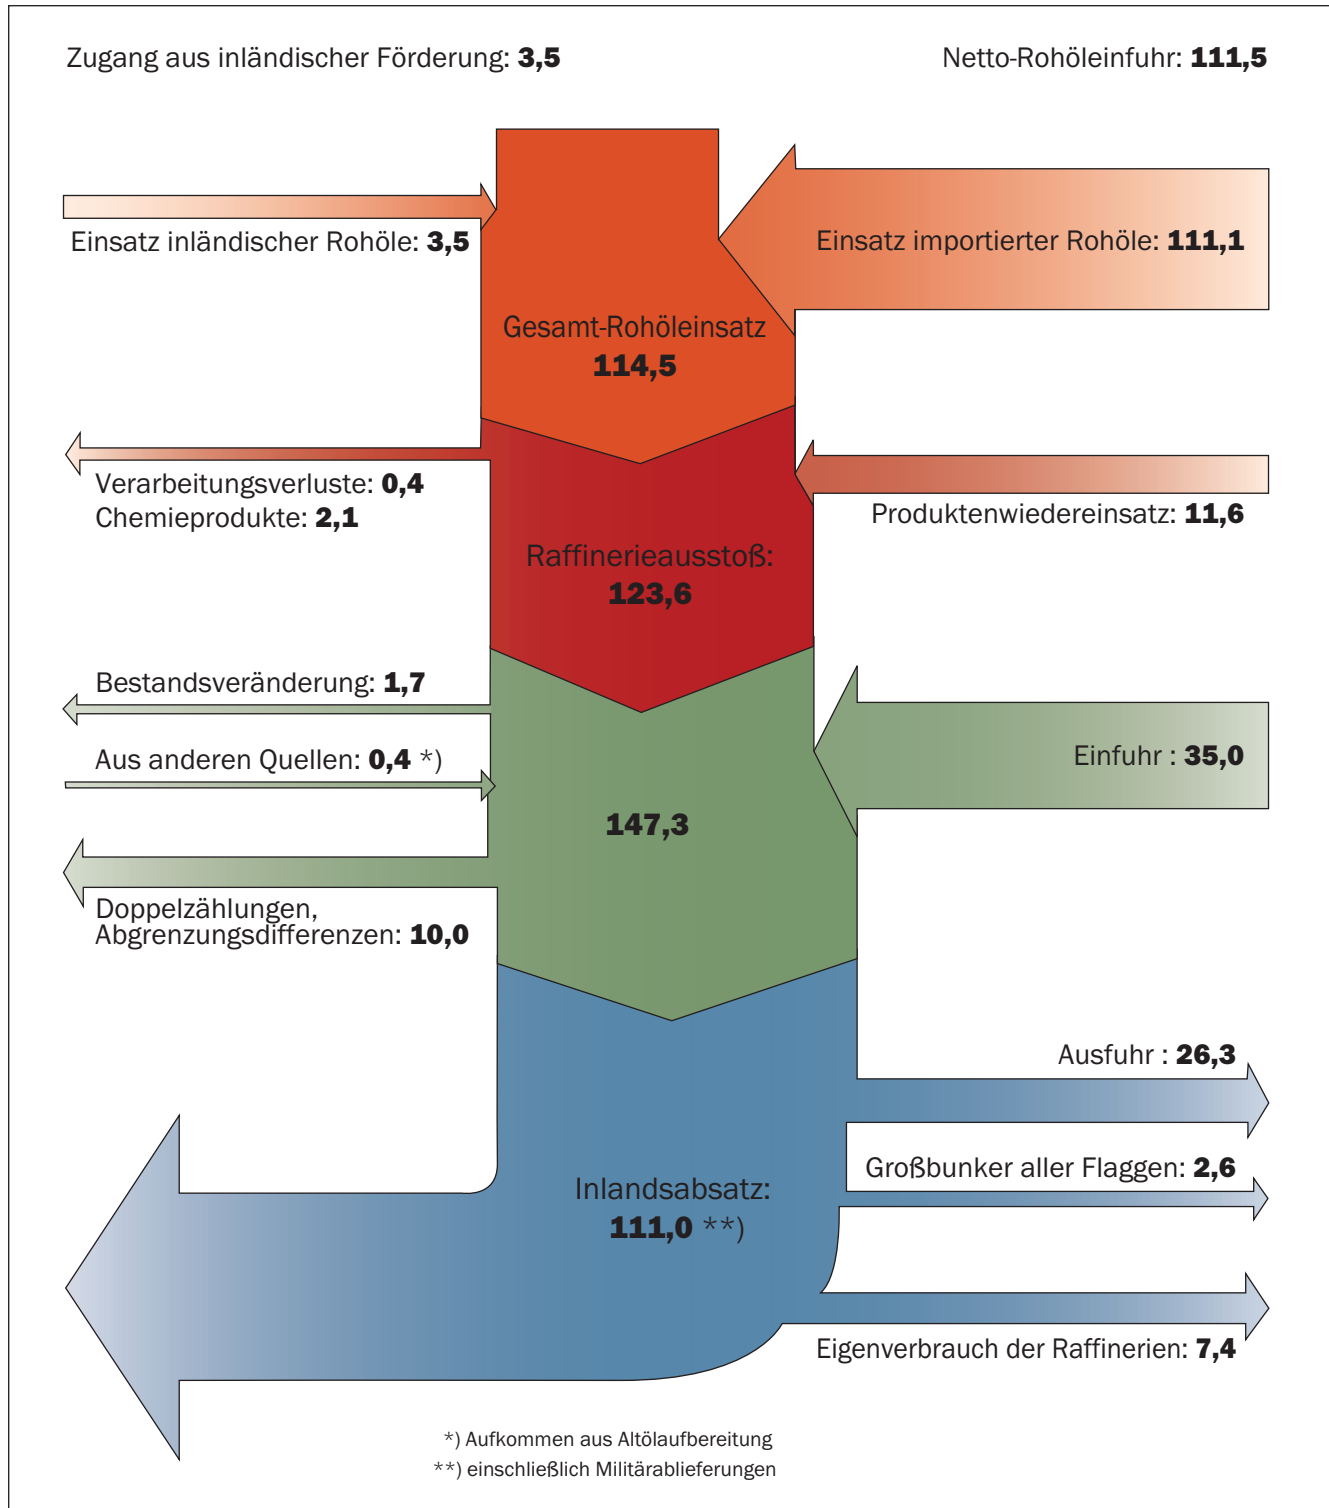 Zugang aus inländischer Förderung: 3,5
Netto-Rohöleinfuhr: 111,5
Einsatz inländischer Rohöle: 3,5
Einsatz importierter Rohöle: 111,1
Gesamt-Rohöleinsatz
114,5
Verarbeitungsverluste: 0,4
Chemieprodukte: 2,1
Produktenwiedereinsatz: 11,6
Raffinerieausstoß:
123,6
Bestandsveränderung: 1,7
Aus anderen Quellen: 0,4 *)
Einfuhr : 35,0
147,3
Doppelzählungen,
Abgrenzungsdifferenzen: 10,0
Ausfuhr : 26,3
Großbunker aller Flaggen: 2,6
Inlandsabsatz:
111,0 **)
Eigenverbrauch der Raffinerien: 7,4
*) Aufkommen aus Altölaufbereitung
**) einschließlich Militärablieferungen